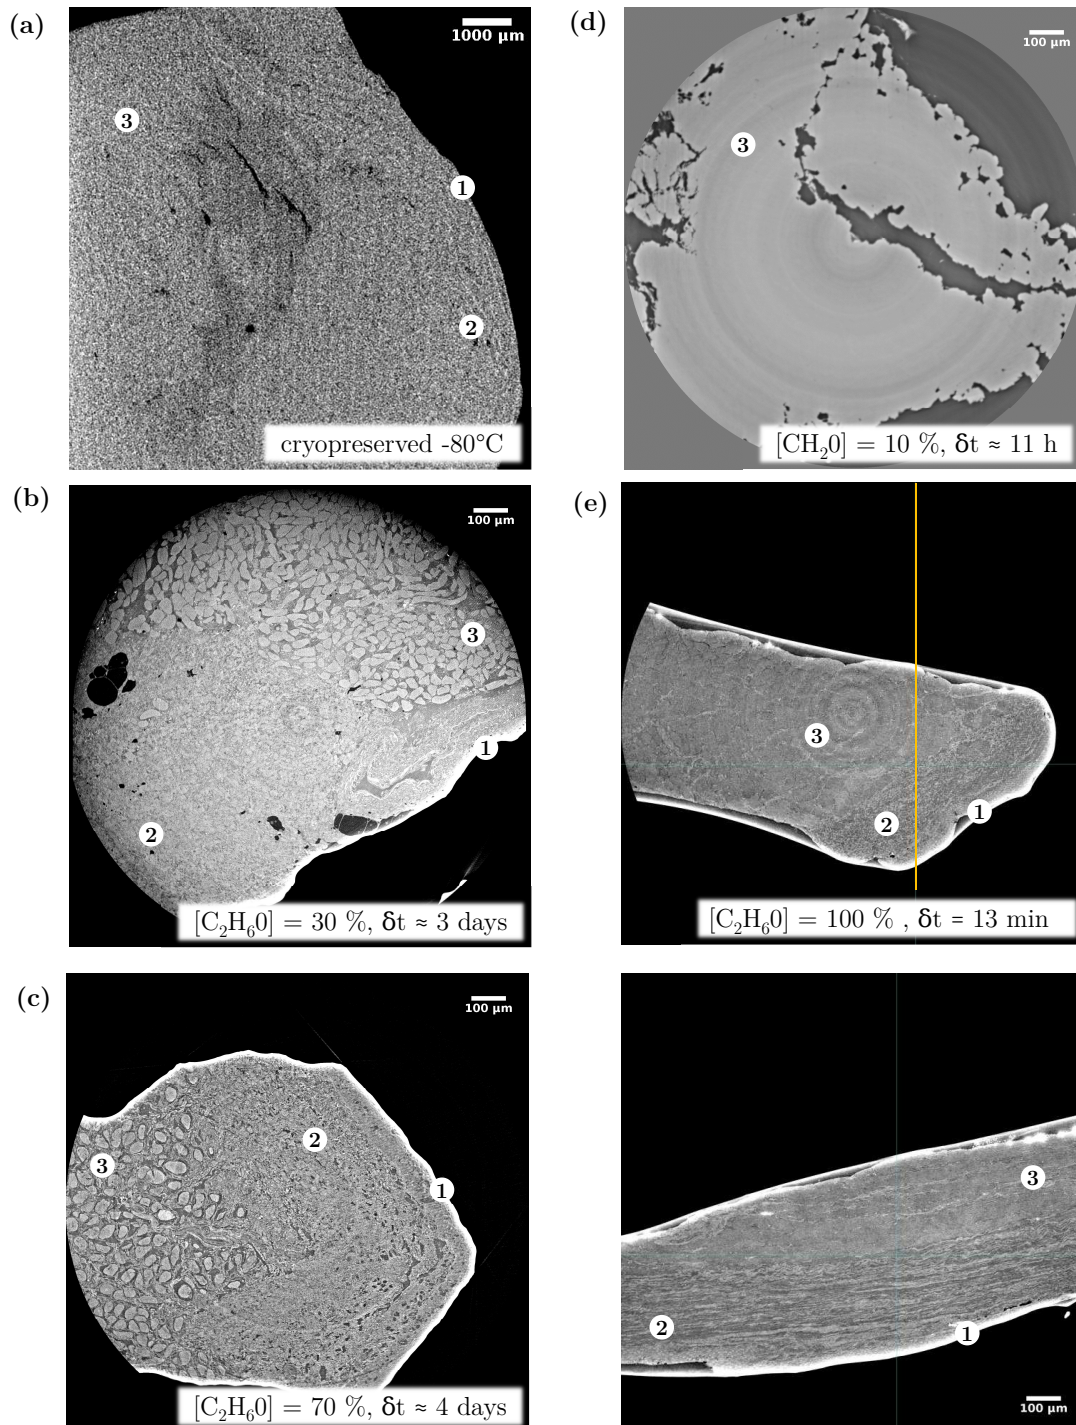 (a)
1000 µm
3
1
2
cryopreserved -80°C
(d)
100 µm
3
[CH₂0] = 10 %, δt ≈ 11 h
(b)
100 µm
3
1
2
[C₂H₆0] = 30 %, δt ≈ 3 days
(e)
3
2
1
[C₂H₆0] = 100 % , δt = 13 min
(c)
100 µm
2
3
1
[C₂H₆0] = 70 %, δt ≈ 4 days
3
2
1
100 µm